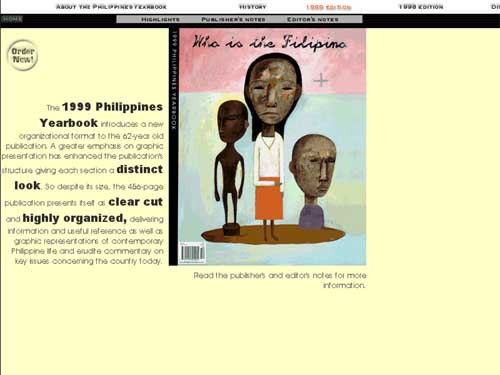 About the Philippines Yearbook History 1999 Edition 1998 Edition
Home Highlights Publisher's notes Editor's notes
Order
Now!
Who is the Filipino
1999 PHILIPPINES YEARBOOK
The 1999 Philippines
Yearbook introduces a new
organizational format to the 62-year old
publication. A greater emphasis on graphic
presentation has enhanced the publication's
structure giving each section a distinct
look. So despite its size, the 456-page
publication presents itself as clear cut
and highly organized, delivering
information and useful reference as well as
graphic representations of contemporary
Philippine life and erudite commentary on
key issues concerning the country today.
Read the publisher's and editor's notes for more
information.